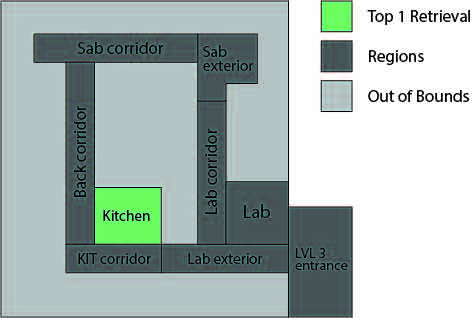 Sab corridor
Sab
exterior
Back corridor
Lab corridor
Kitchen
Lab
KIT corridor
Lab exterior
LVL 3
entrance
Top 1 Retrieval
Regions
Out of Bounds